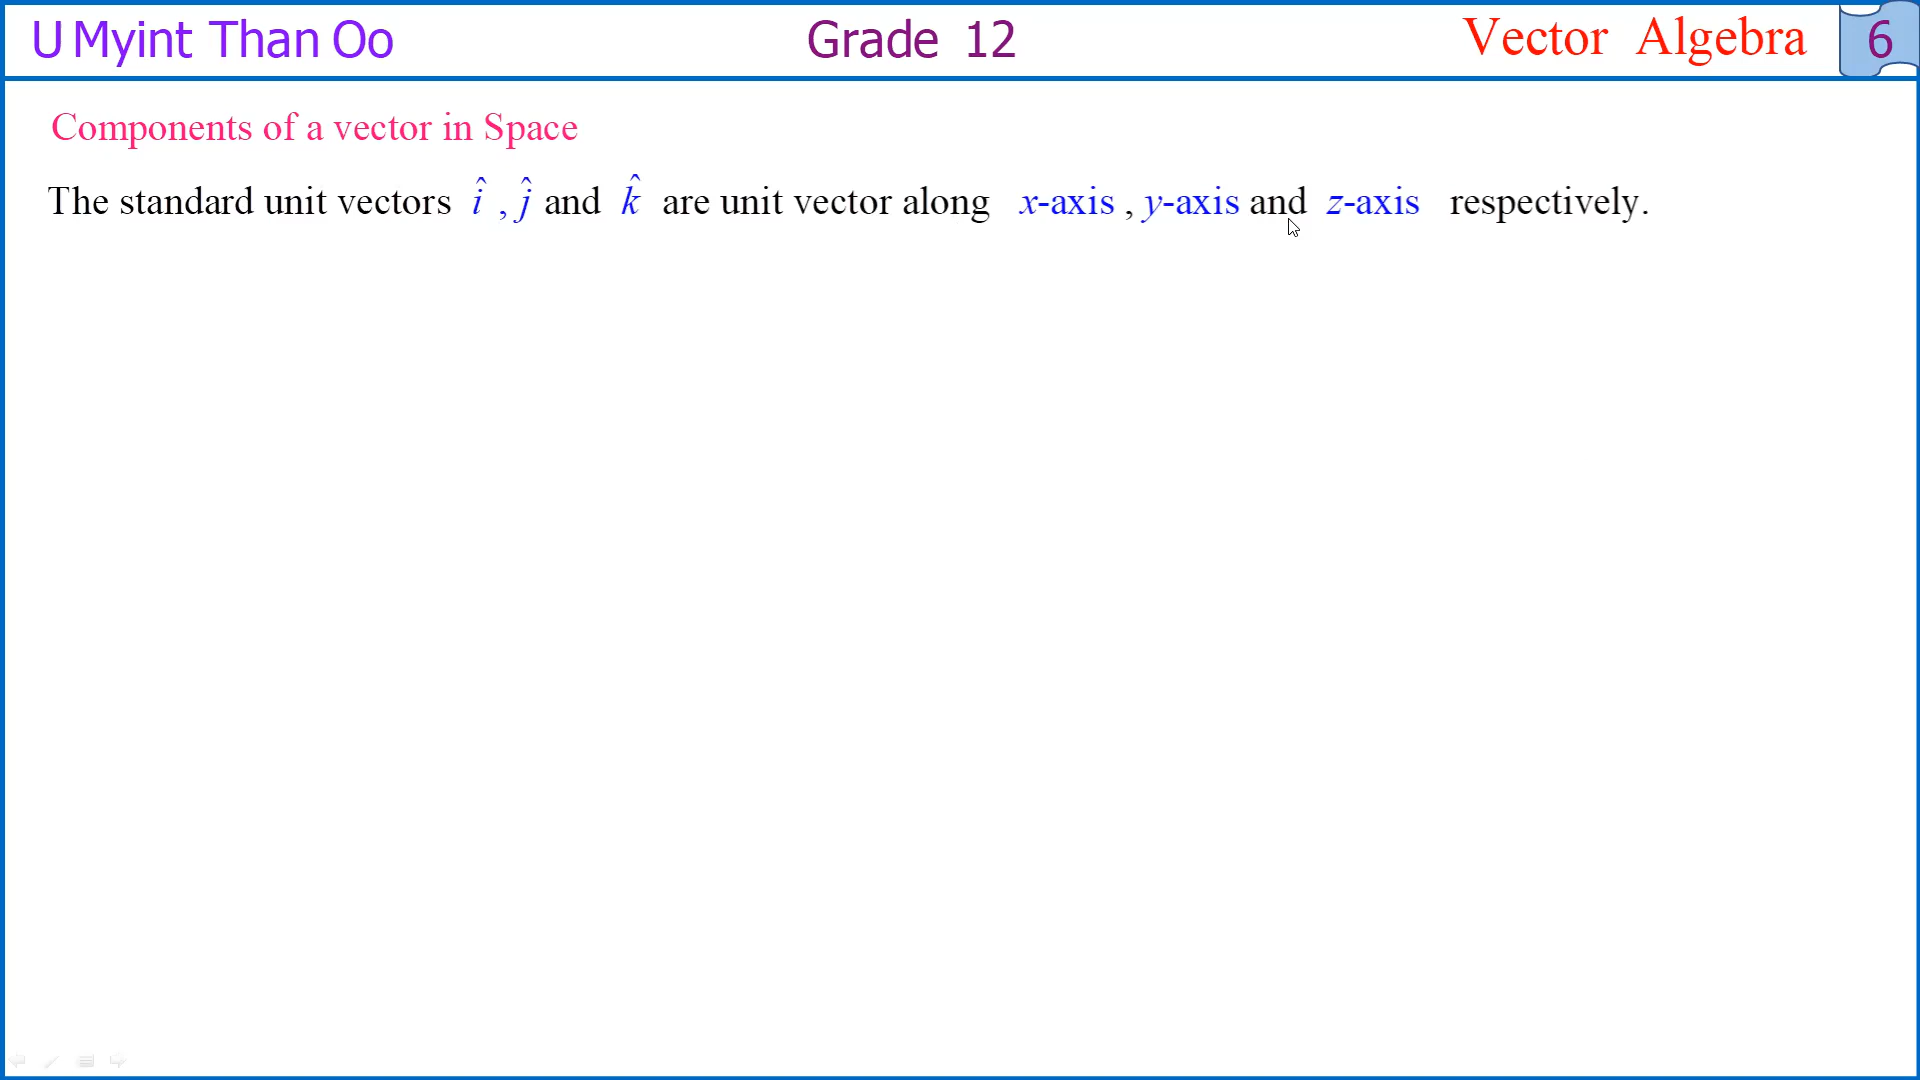 U Myint Than Oo Grade 12 Vector Algebra 6
Components of a vector in Space
The standard unit vectors î , ĵ and k̂ are unit vector along x-axis , y-axis and z-axis respectively.